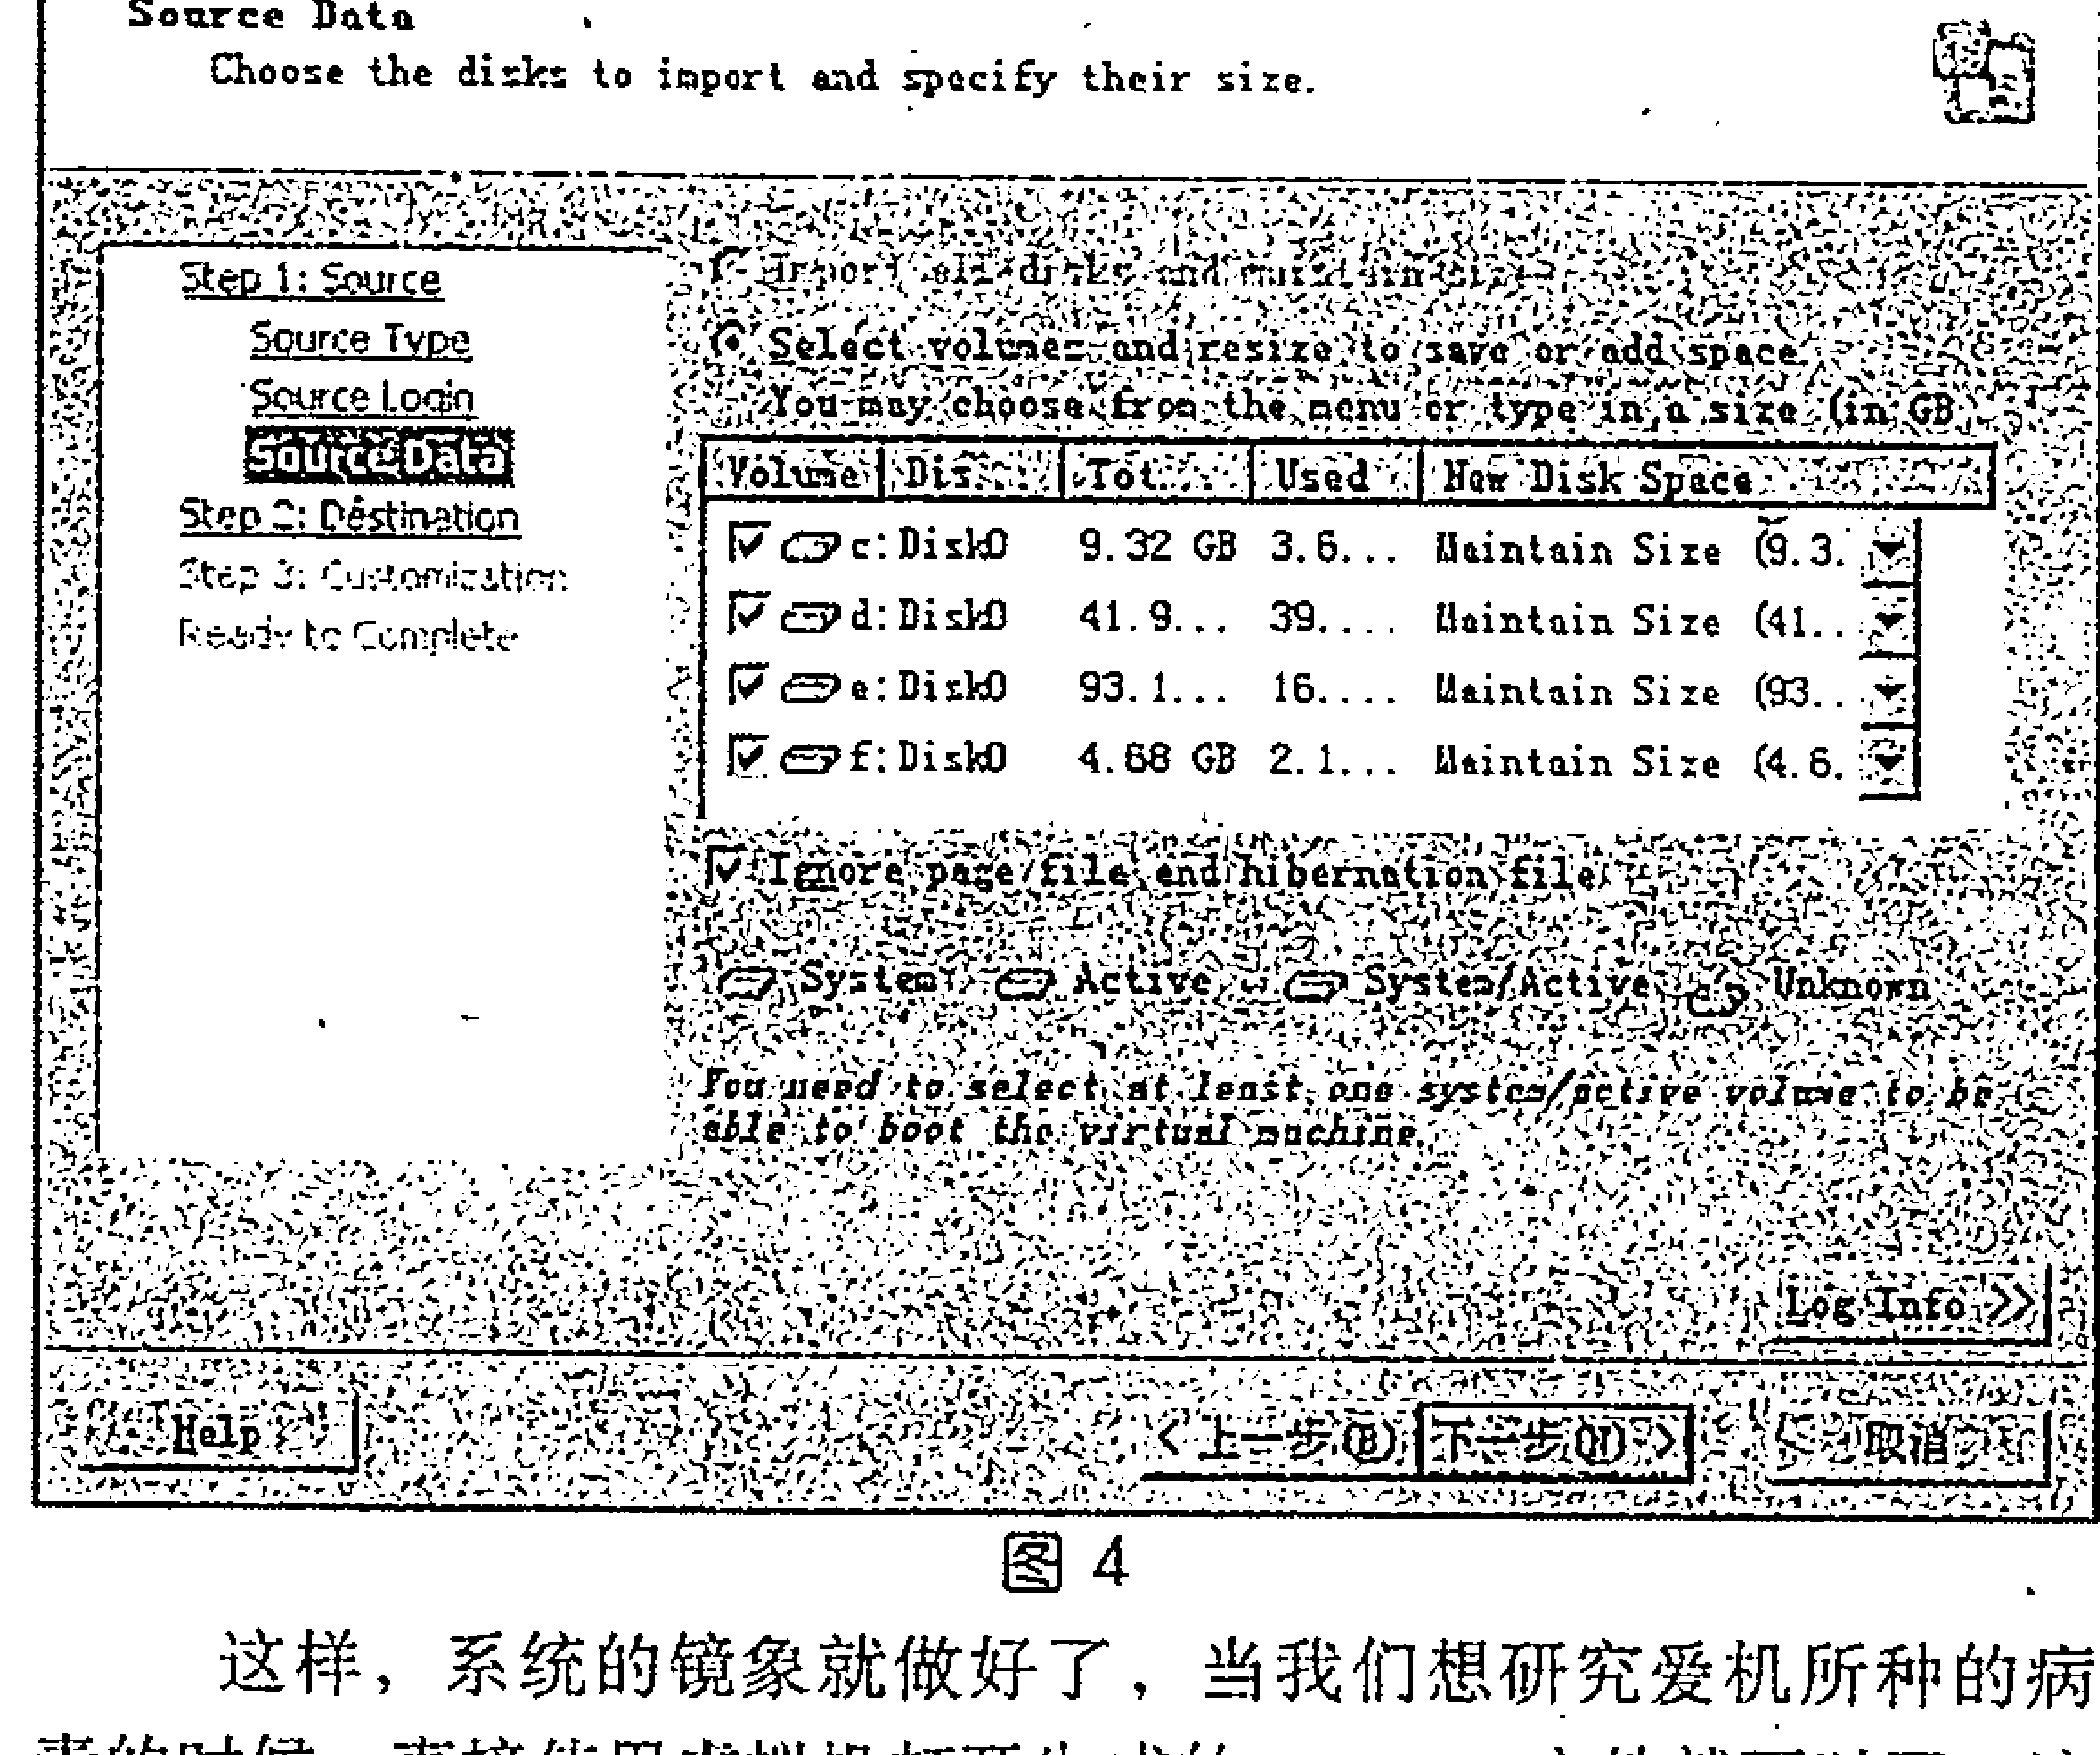 Source Data
Choose the disks to import and specify their size.
Step 1: Source
Source Type
Source Login
Source Data
Step 2: Destination
Step 3: Customization
Ready to Complete
Import all disks and maintain size
Select volumes and resize to save or add space
You may choose from the menu or type in a size (in GB
Volume Dis... Tot... Used New Disk Space
c: Disk0 9.32 GB 3.6... Maintain Size (9.3.
d: Disk0 41.9... 39.... Maintain Size (41..
e: Disk0 93.1... 16.... Maintain Size (93..
f: Disk0 4.68 GB 2.1... Maintain Size (4.6.
Ignore page file and hibernation file
System Active System/Active Unknown
You need to select at least one system/active volume to be
able to boot the virtual machine.
Log Info >>
Help < 上一步(B) 下一步(N) > 取消
图 4
这样，系统的镜象就做好了，当我们想研究爱机所种的病